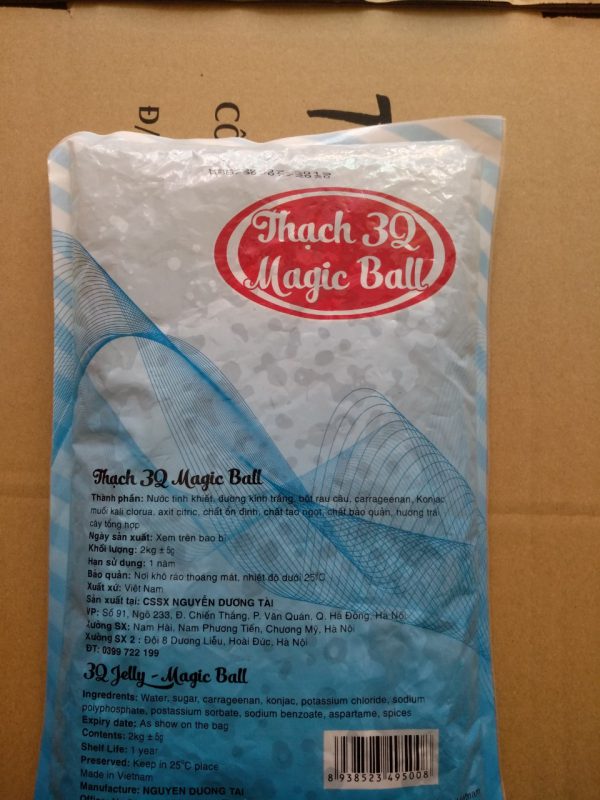 7
CÔ
Đ/
Thạch 3Q
Magic Ball
Thạch 3Q Magic Ball
Thành phần: Nước tinh khiết, đường kính trắng, bột rau câu, carrageenan, Konjac
muối kali clorua, axit citric, chất ổn định, chất tạo ngọt, chất bảo quản, hương trái
cây tổng hợp
Ngày sản xuất: Xem trên bao bì
Khối lượng: 2kg ± 5g
Hạn sử dụng: 1 năm
Bảo quản: Nơi khô ráo thoáng mát, nhiệt độ dưới 25°C
Xuất xứ: Việt Nam
Sản xuất tại: CSSX NGUYỄN DƯƠNG TÀI
VP: Số 91, Ngõ 233, Đ. Chiến Thắng, P. Văn Quán, Q. Hà Đông, Hà Nội
Xưởng SX: Nam Hải, Nam Phương Tiến, Chương Mỹ, Hà Nội
Xưởng SX 2 : Đội 8 Dương Liễu, Hoài Đức, Hà Nội
ĐT: 0399 722 199
3Q Jelly - Magic Ball
Ingredrents: Water, sugar, carrageenan, konjac, potassium chloride, sodium
polyphosphate, postassium sorbate, sodium benzoate, aspartame, spices
Expiry date: As show on the bag
Contents: 2kg ± 5g
Shelf Life: 1 year
Preserved: Keep in 25°C place
Made in Vietnam
Manufacture: NGUYEN DUONG TAI
8 938523 495008